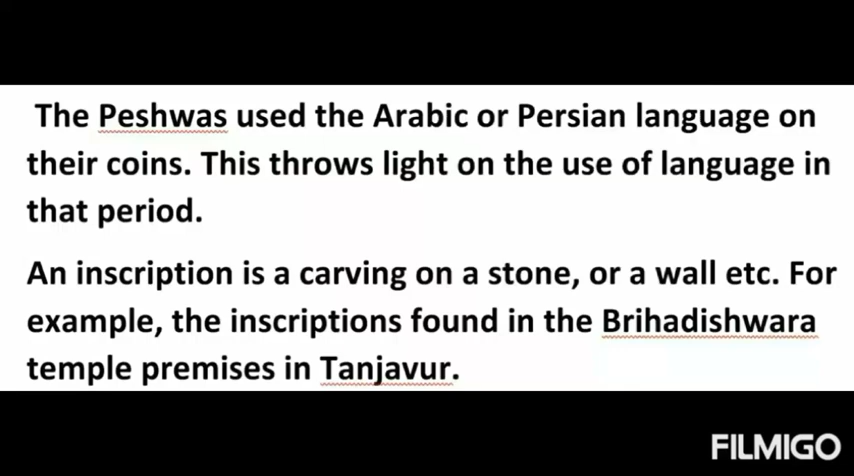 The Peshwas used the Arabic or Persian language on
their coins. This throws light on the use of language in
that period.
An inscription is a carving on a stone, or a wall etc. For
example, the inscriptions found in the Brihadishwara
temple premises in Tanjavur.
FILMIGO